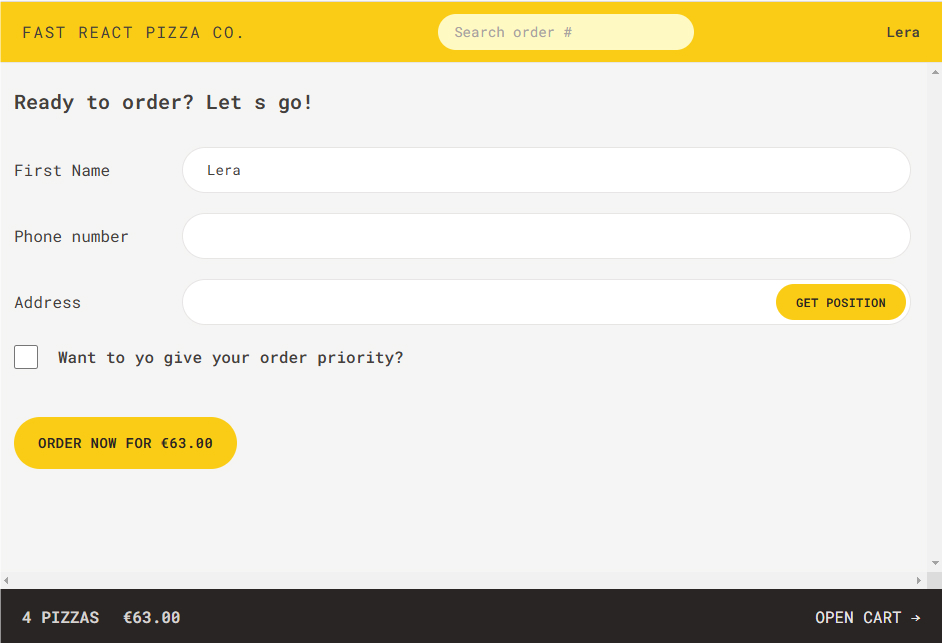 FAST REACT PIZZA CO.
Search order #
Lera
Ready to order? Let s go!
First Name
Lera
Phone number
Address
GET POSITION
Want to yo give your order priority?
ORDER NOW FOR €63.00
4 PIZZAS €63.00
OPEN CART →